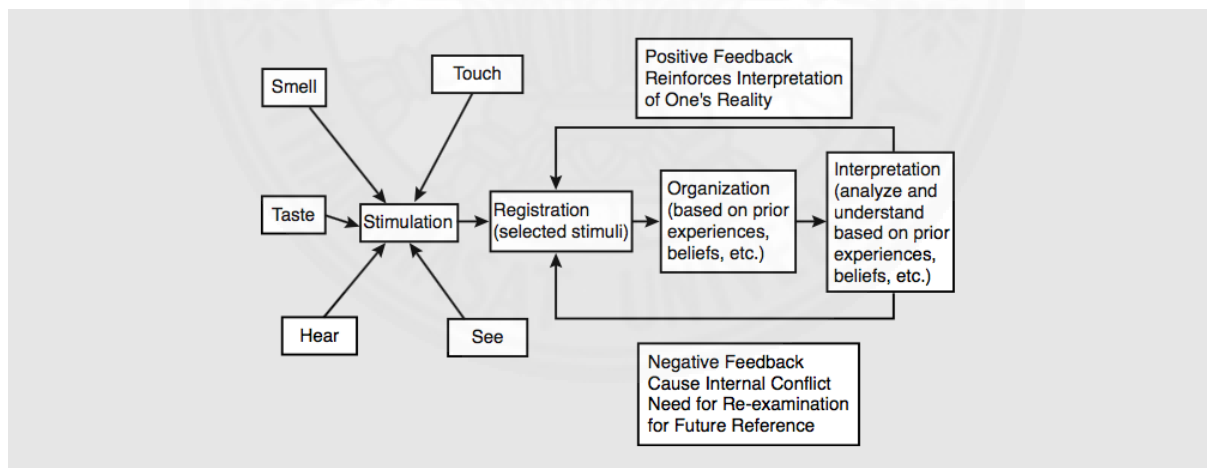 Smell
Touch
Positive Feedback
Reinforces Interpretation
of One's Reality
Taste
Stimulation
Registration
(selected stimuli)
Organization
(based on prior
experiences,
beliefs, etc.)
Interpretation
(analyze and
understand
based on prior
experiences,
beliefs, etc.)
Hear
See
Negative Feedback
Cause Internal Conflict
Need for Re-examination
for Future Reference